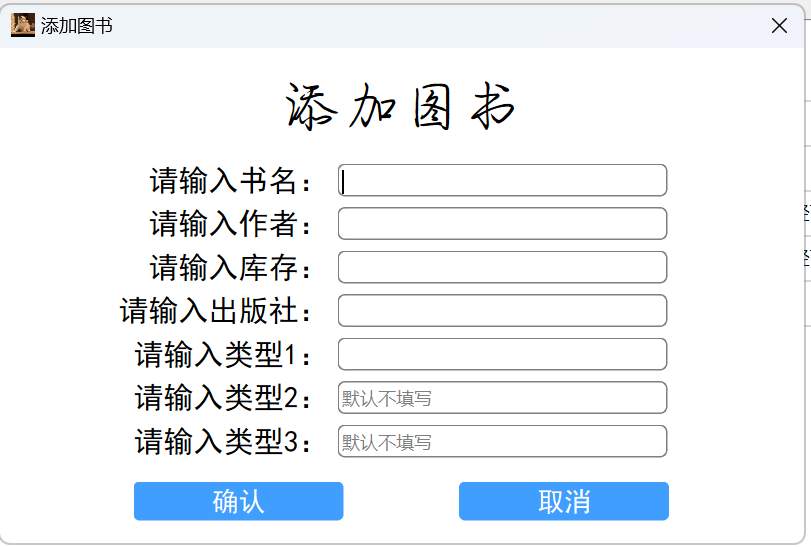 添加图书
添加图书
请输入书名：
请输入作者：
请输入库存：
请输入出版社：
请输入类型1：
请输入类型2： 默认不填写
请输入类型3： 默认不填写
确认 取消